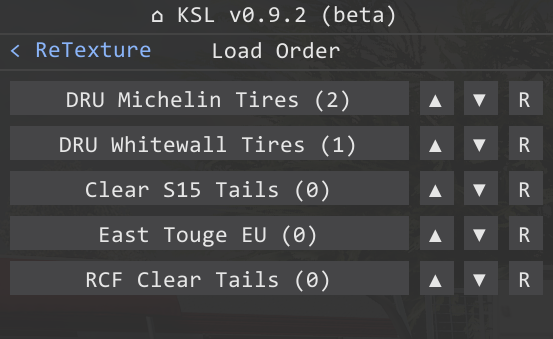 ⌂ KSL v0.9.2 (beta)
< ReTexture Load Order
DRU Michelin Tires (2) ▲ ▼ R
DRU Whitewall Tires (1) ▲ ▼ R
Clear S15 Tails (0) ▲ ▼ R
East Touge EU (0) ▲ ▼ R
RCF Clear Tails (0) ▲ ▼ R